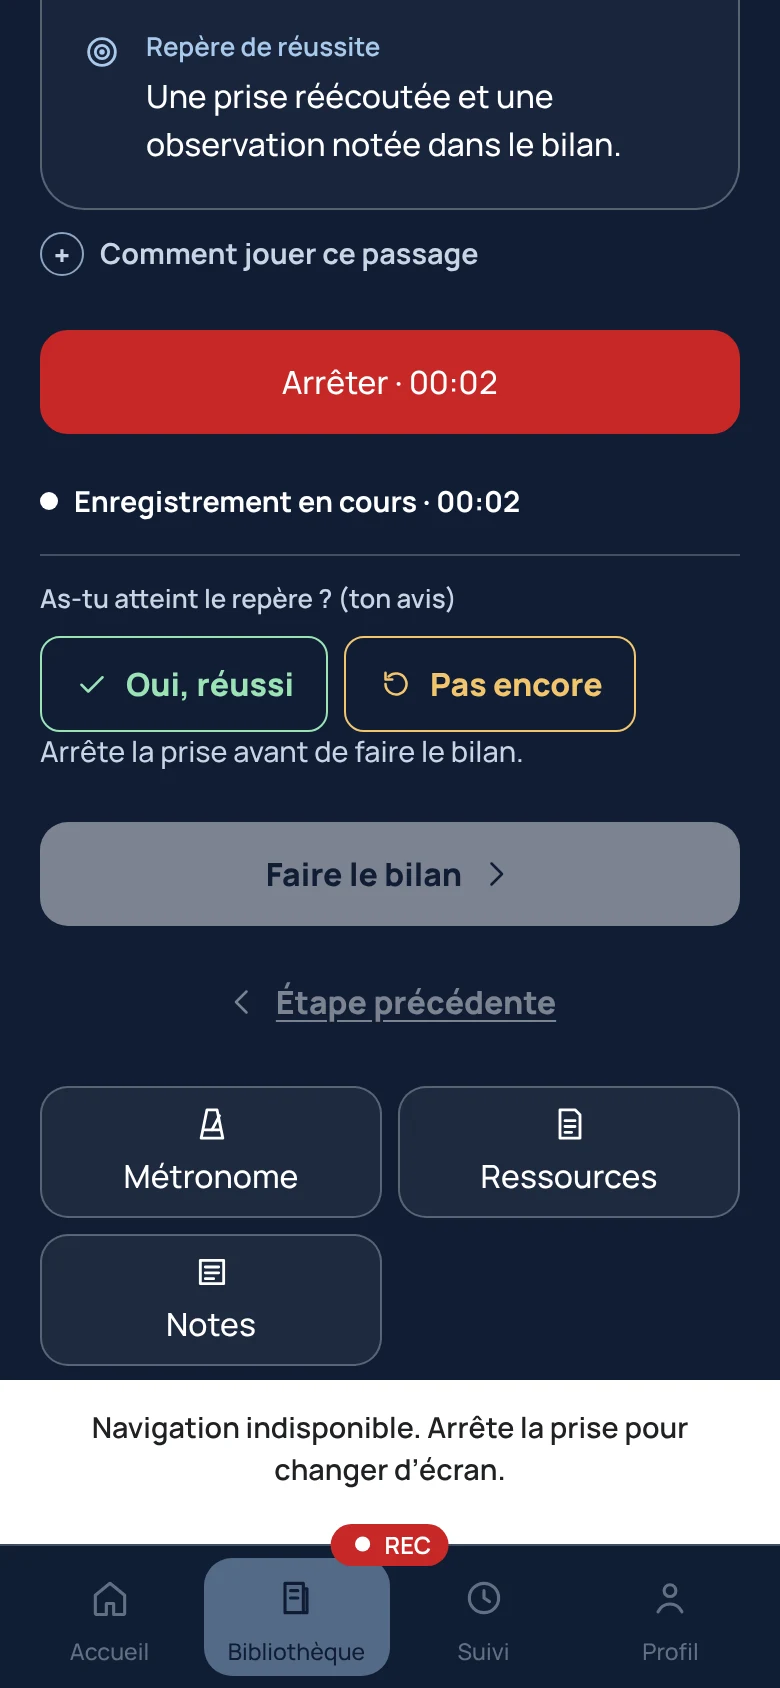 Repère de réussite
Une prise réécoutée et une
observation notée dans le bilan.
+ Comment jouer ce passage
Arrêter · 00:02
Enregistrement en cours · 00:02
As-tu atteint le repère ? (ton avis)
Oui, réussi
Pas encore
Arrête la prise avant de faire le bilan.
Faire le bilan
Étape précédente
Métronome
Ressources
Notes
Navigation indisponible. Arrête la prise pour
changer d’écran.
REC
Accueil
Bibliothèque
Suivi
Profil